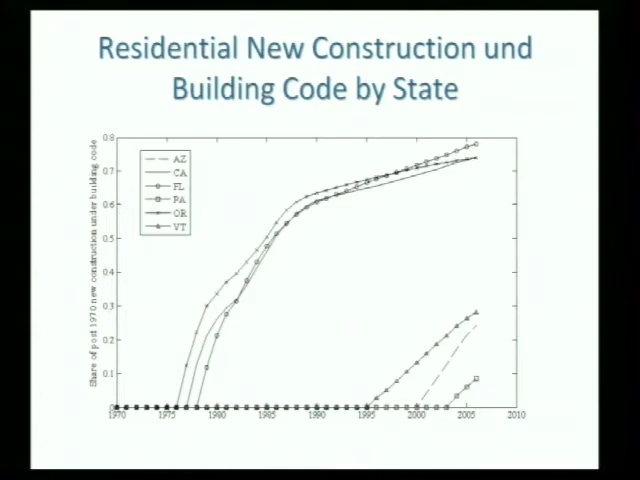 Residential New Construction und
Building Code by State
Share of post 1970 new construction under building code
0.8
0.7
0.6
0.5
0.4
0.3
0.2
0.1
0
AZ
CA
FL
PA
OR
VT
1970
1975
1980
1985
1990
1995
2000
2005
2010